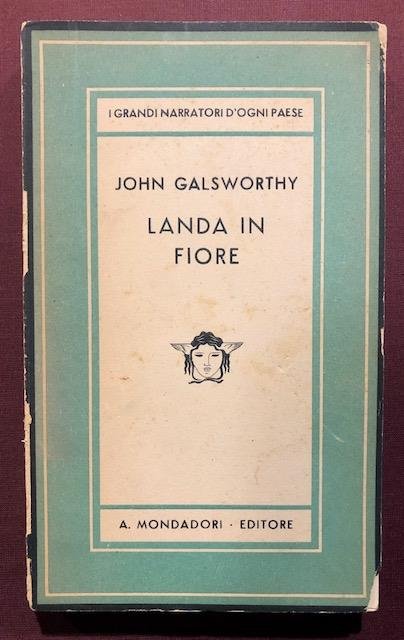 I GRANDI NARRATORI D'OGNI PAESE
JOHN GALSWORTHY
LANDA IN
FIORE
A. MONDADORI · EDITORE